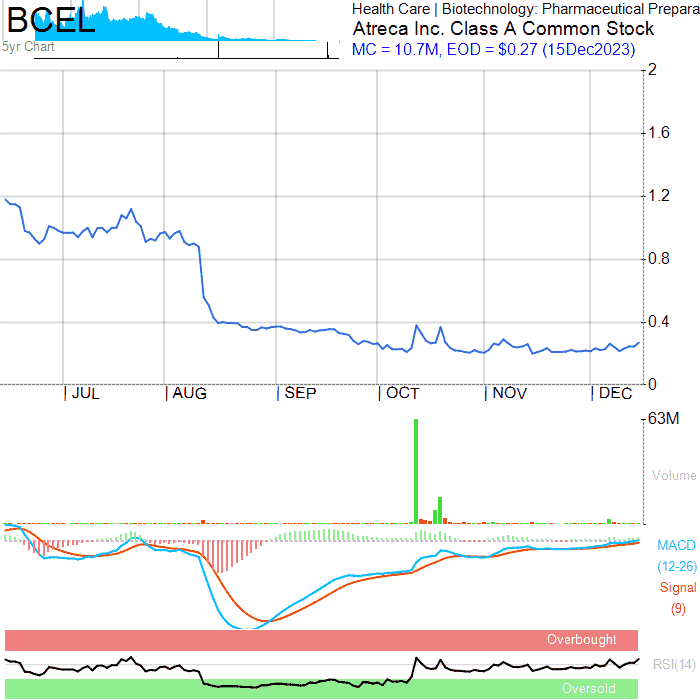 BCEL
5yr Chart
Health Care | Biotechnology: Pharmaceutical Prepara
Atreca Inc. Class A Common Stock
MC = 10.7M, EOD = $0.27 (15Dec2023)
2
1.6
1.2
0.8
0.4
0
| JUL | AUG | SEP | OCT | NOV | DEC
63M
Volume
MACD
(12-26)
Signal
(9)
Overbought
RSI(14)
Oversold